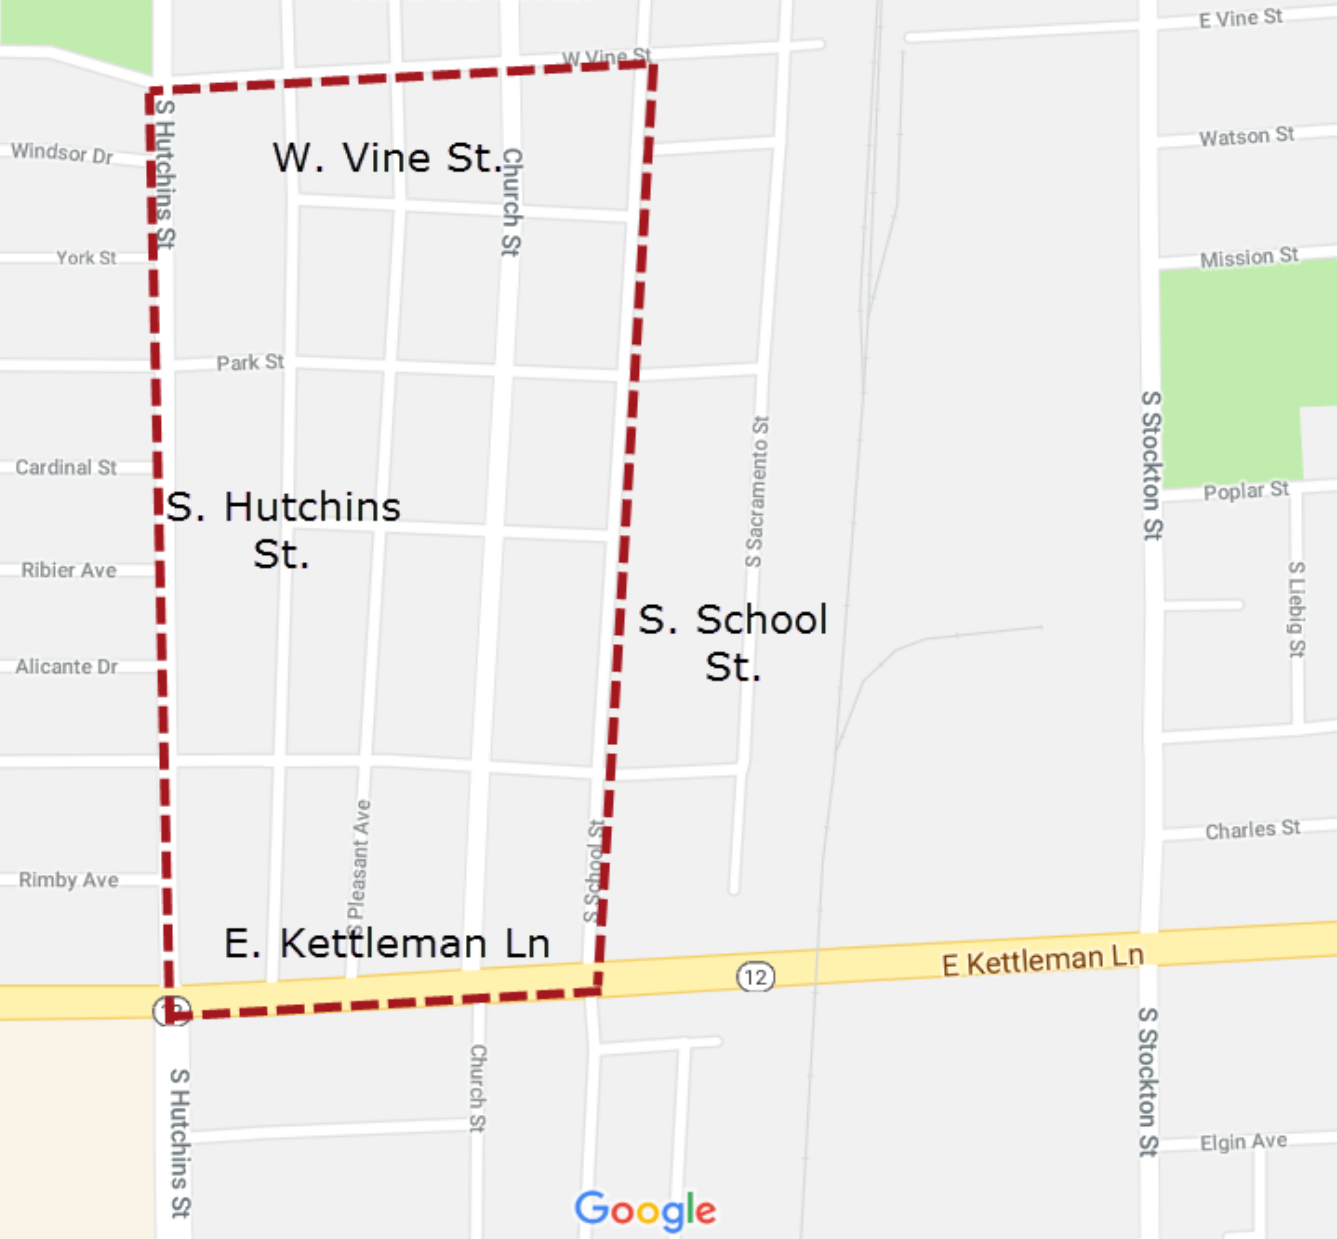 E Vine St
W Vine St
S Hutchins St
Watson St
Windsor Dr
W. Vine St.
Church St
York St
Mission St
Park St
S Stockton St
S Sacramento St
Cardinal St
Poplar St
S. Hutchins
St.
Ribier Ave
S Liebig St
S. School
St.
Alicante Dr
S Pleasant Ave
S School St
Charles St
Rimby Ave
E. Kettleman Ln
E Kettleman Ln
12
S Stockton St
Church St
S Hutchins St
Elgin Ave
Google